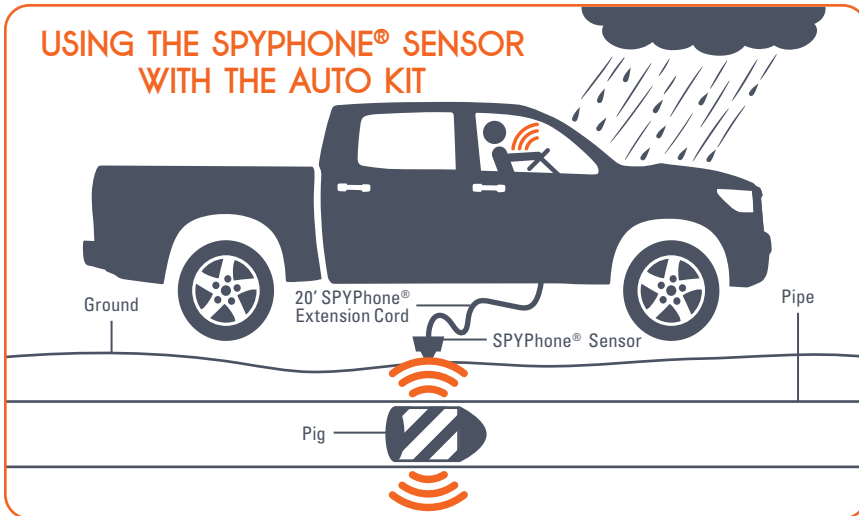 USING THE SPYPHONE® SENSOR
WITH THE AUTO KIT
Ground
20' SPYPhone®
Extension Cord
Pipe
SPYPhone® Sensor
Pig